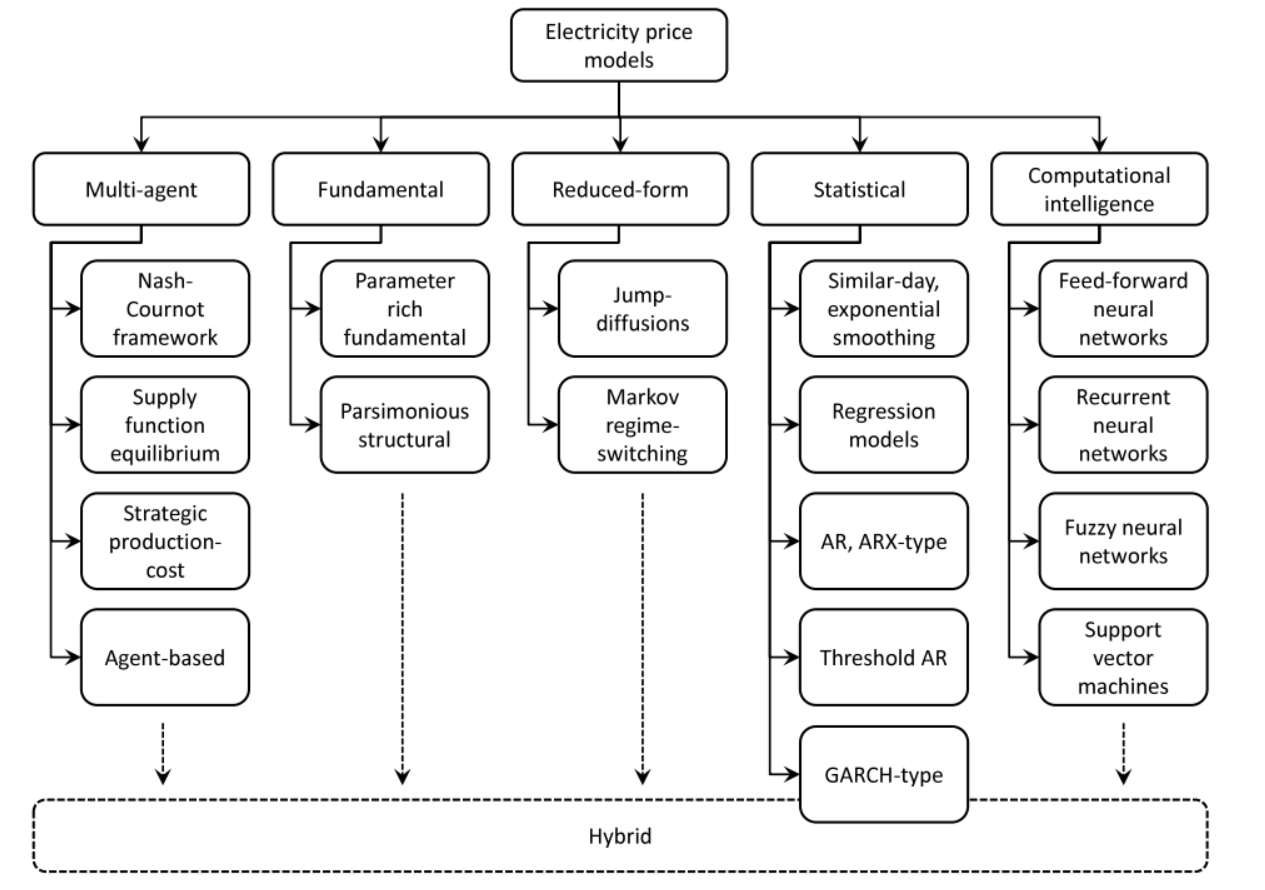 Electricity price
models
Multi-agent
Fundamental
Reduced-form
Statistical
Computational
intelligence
Nash-
Cournot
framework
Supply
function
equilibrium
Strategic
production-
cost
Agent-based
Parameter
rich
fundamental
Parsimonious
structural
Jump-
diffusions
Markov
regime-
switching
Similar-day,
exponential
smoothing
Regression
models
AR, ARX-type
Threshold AR
GARCH-type
Feed-forward
neural
networks
Recurrent
neural
networks
Fuzzy neural
networks
Support
vector
machines
Hybrid